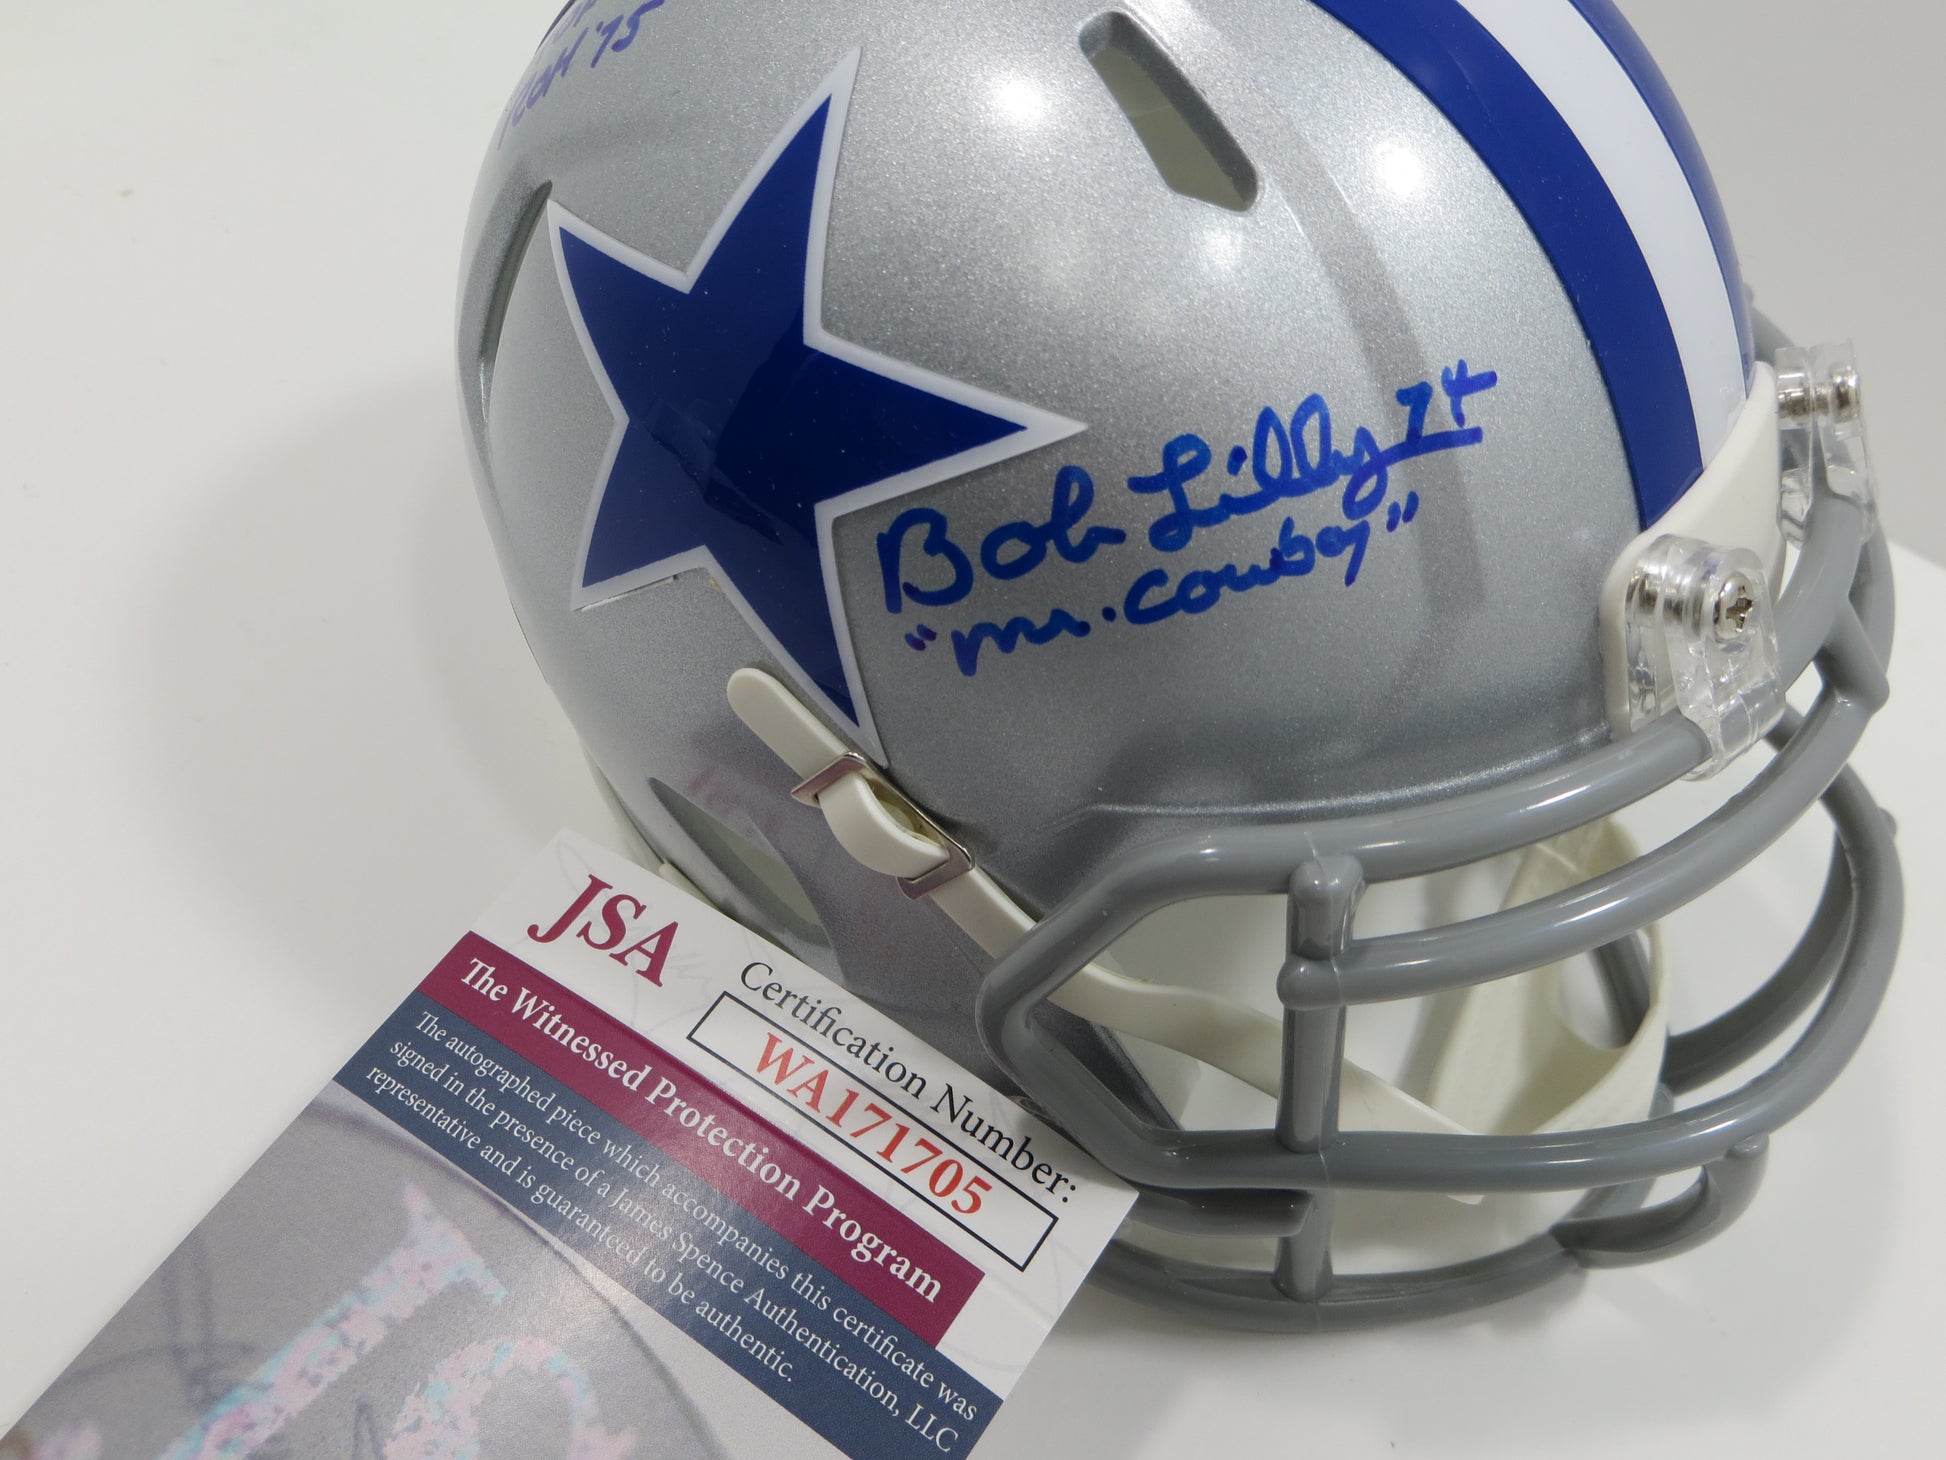 ROH '75
Bob Lilly 74
"Mr. Cowboy"
JSA
The Witnessed Protection Program
The autographed piece which accompanies this certificate was
signed in the presence of a James Spence Authentication, LLC
representative and is guaranteed to be authentic.
Certification Number:
WA171705